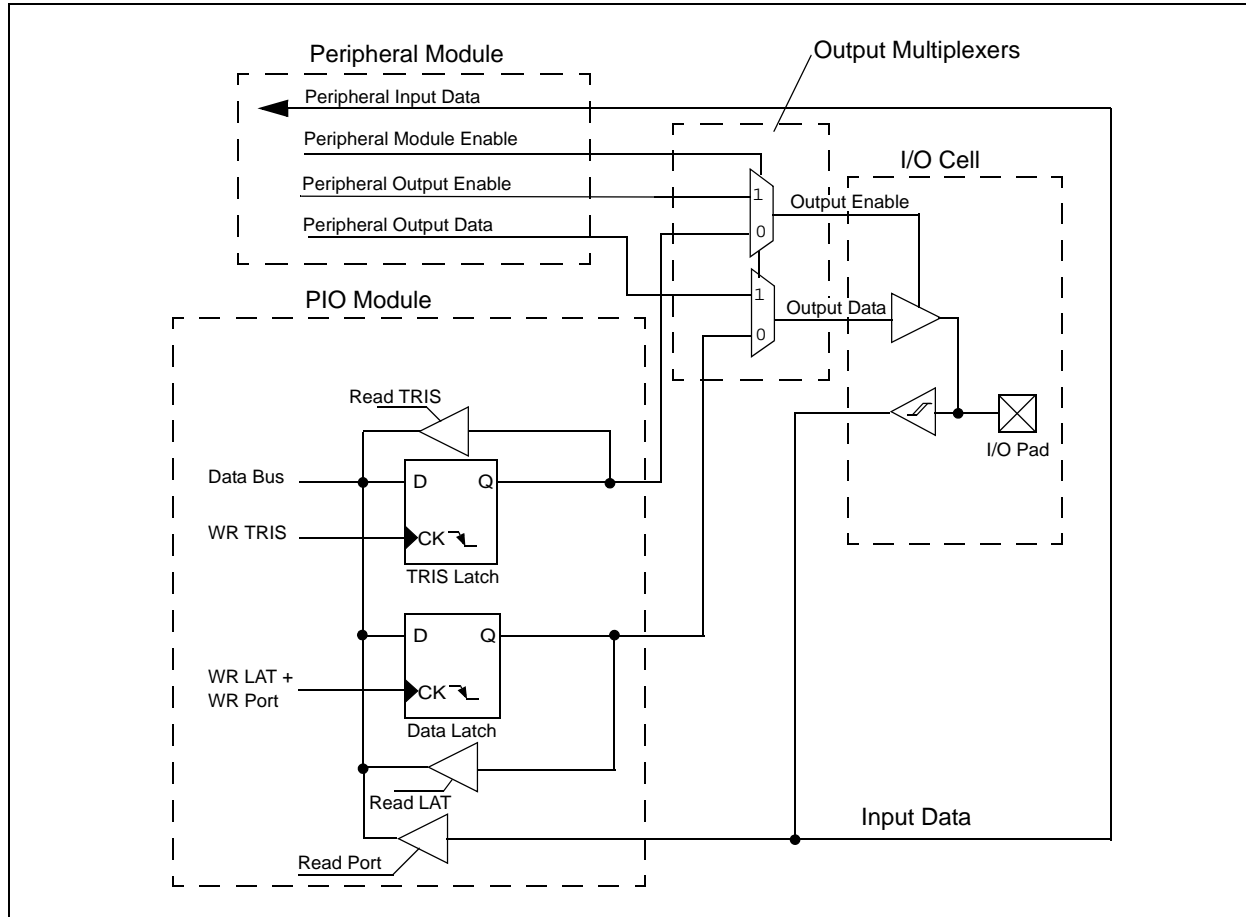 Peripheral Module
Output Multiplexers
Peripheral Input Data
Peripheral Module Enable
I/O Cell
Peripheral Output Enable
1
Output Enable
Peripheral Output Data
0
PIO Module
1
Output Data
0
Read TRIS
I/O Pad
Data Bus
D
Q
WR TRIS
CK
TRIS Latch
D
Q
WR LAT +
WR Port
CK
Data Latch
Read LAT
Input Data
Read Port